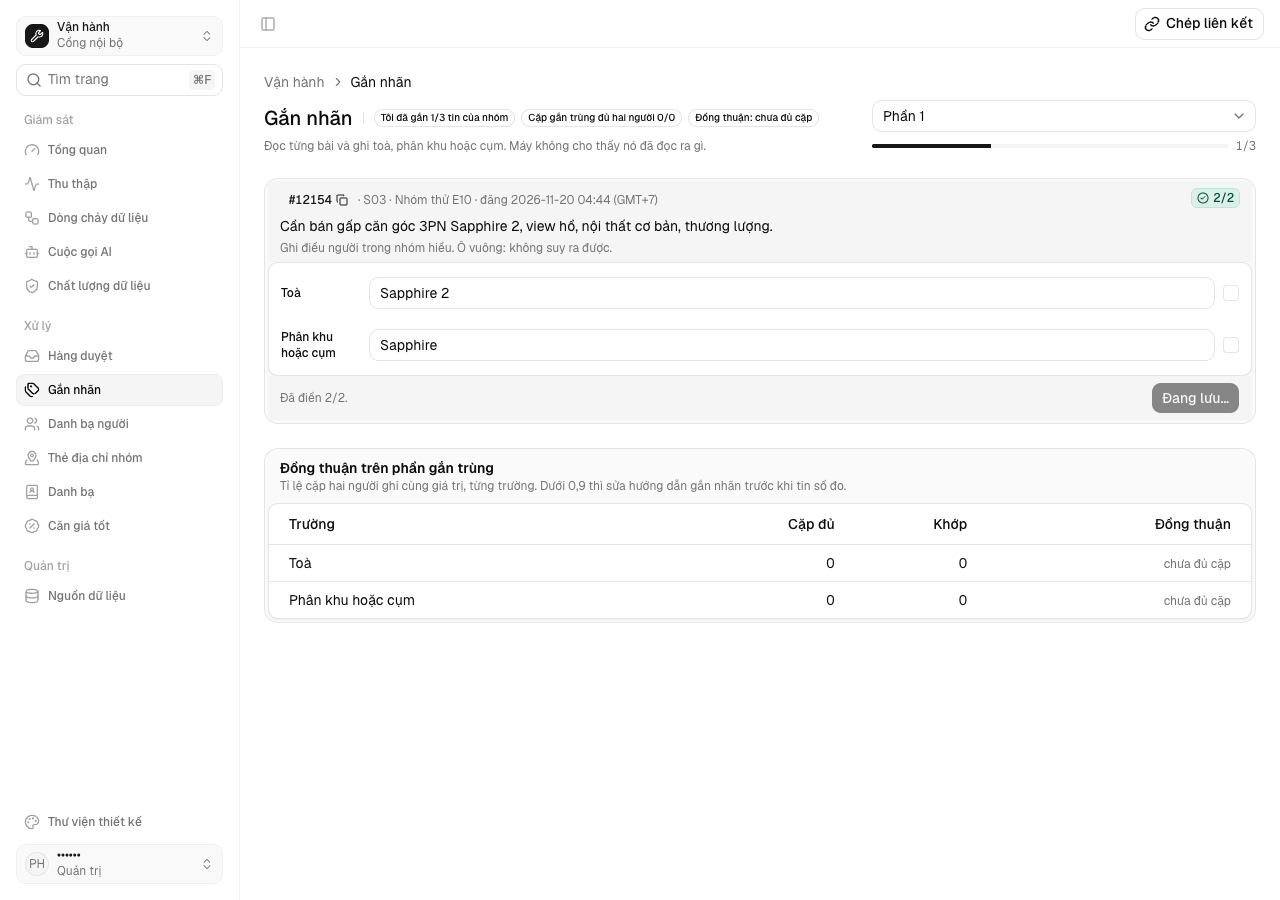 Vận hành
Cổng nội bộ
Tìm trang
⌘F
Giám sát
Tổng quan
Thu thập
Dòng chảy dữ liệu
Cuộc gọi AI
Chất lượng dữ liệu
Xử lý
Hàng duyệt
Gắn nhãn
Danh bạ người
Thẻ địa chỉ nhóm
Danh bạ
Căn giá tốt
Quản trị
Nguồn dữ liệu
Thư viện thiết kế
PH
••••••
Quản trị
Chép liên kết
Vận hành > Gắn nhãn
Gắn nhãn
Tôi đã gắn 1/3 tin của nhóm
Cặp gắn trùng đủ hai người 0/0
Đồng thuận: chưa đủ cặp
Đọc từng bài và ghi toà, phân khu hoặc cụm. Máy không cho thấy nó đã đọc ra gì.
Phần 1
1/3
#12154 · S03 · Nhóm thử E10 · đăng 2026-11-20 04:44 (GMT+7)
2/2
Cần bán gấp căn góc 3PN Sapphire 2, view hồ, nội thất cơ bản, thương lượng.
Ghi điều người trong nhóm hiểu. Ô vuông: không suy ra được.
Toà
Sapphire 2
Phân khu
hoặc cụm
Sapphire
Đã điền 2/2.
Đang lưu...
Đồng thuận trên phần gắn trùng
Tỉ lệ cặp hai người ghi cùng giá trị, từng trường. Dưới 0,9 thì sửa hướng dẫn gắn nhãn trước khi tin số đo.
Trường Cặp đủ Khớp Đồng thuận
Toà 0 0 chưa đủ cặp
Phân khu hoặc cụm 0 0 chưa đủ cặp